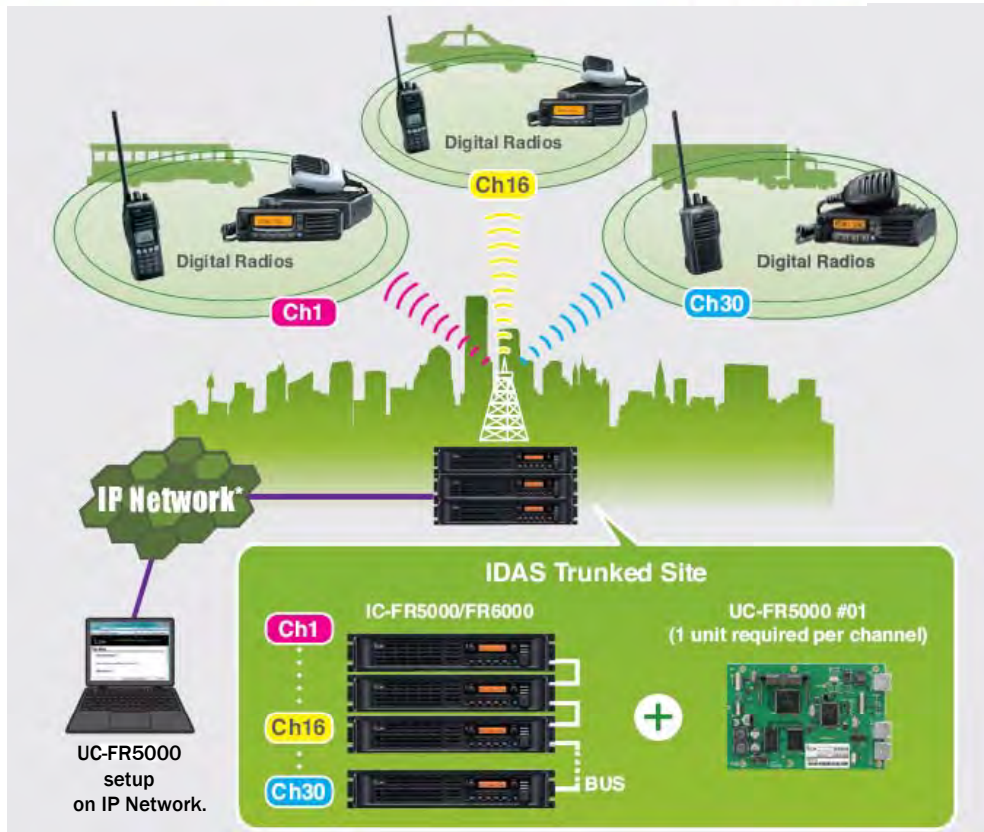 Digital Radios
Ch16
Digital Radios
Ch1
Digital Radios
Ch30
IP Network*
UC-FR5000
setup
on IP Network.
IDAS Trunked Site
IC-FR5000/FR6000
Ch1
Ch16
Ch30
BUS
+
UC-FR5000 #01
(1 unit required per channel)